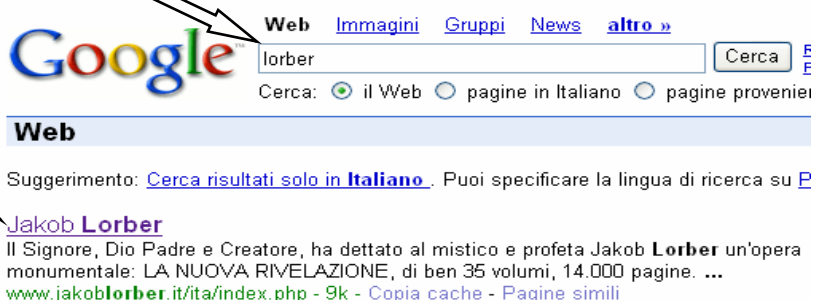 Web Immagini Gruppi News altro »
Google™
lorber Cerca
Cerca: il Web pagine in Italiano pagine
Web
Suggerimento: Cerca risultati solo in Italiano . Puoi specificare la lingua di ricerca su
Jakob Lorber
Il Signore, Dio Padre e Creatore, ha dettato al mistico e profeta Jakob Lorber un'opera
monumentale: LA NUOVA RIVELAZIONE, di ben 35 volumi, 14.000 pagine. ...
www.jakoblorber.it/ita/index.php - 9k - Copia cache - Pagine simili